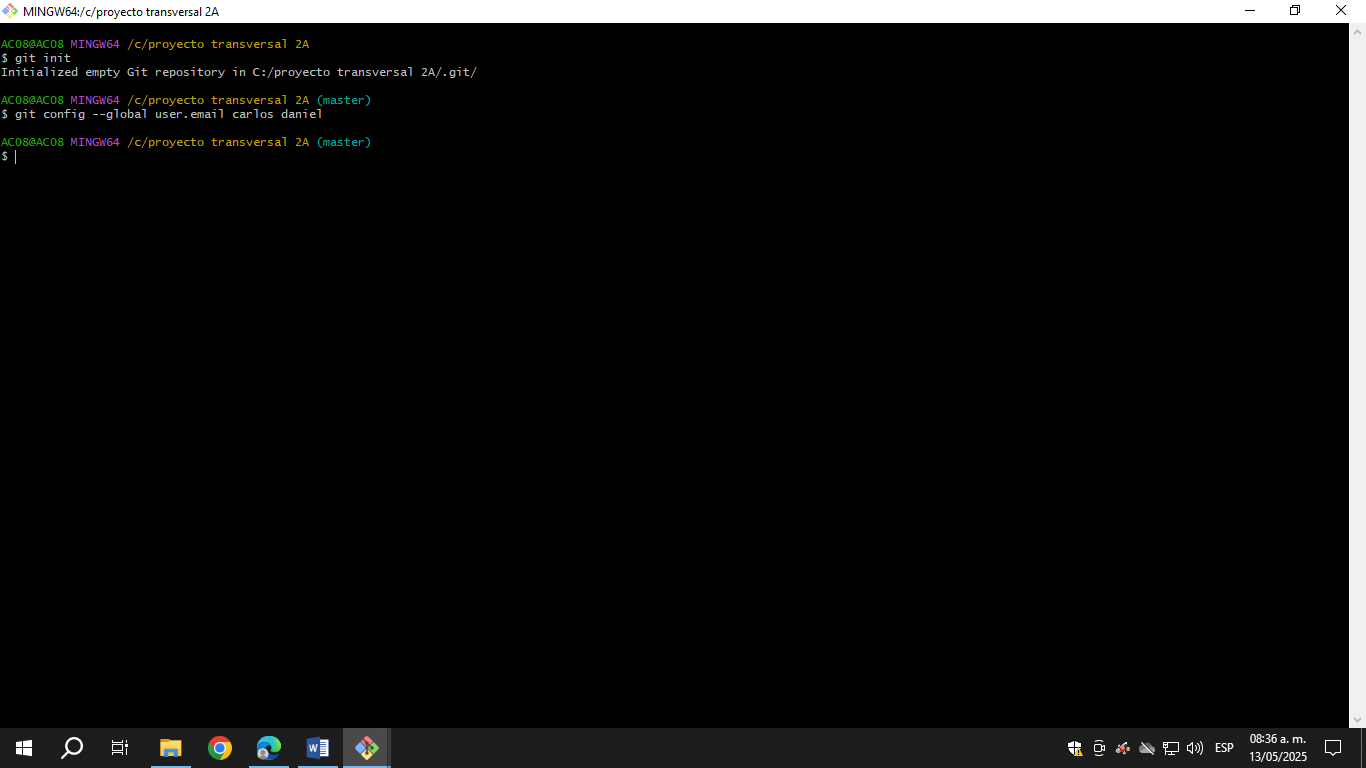 MINGW64:/c/proyecto transversal 2A
AC08@AC08 MINGW64 /c/proyecto transversal 2A
$ git init
Initialized empty Git repository in C:/proyecto transversal 2A/.git/
AC08@AC08 MINGW64 /c/proyecto transversal 2A (master)
$ git config --global user.email carlos daniel
AC08@AC08 MINGW64 /c/proyecto transversal 2A (master)
$
ESP
08:36 a. m.
13/05/2025